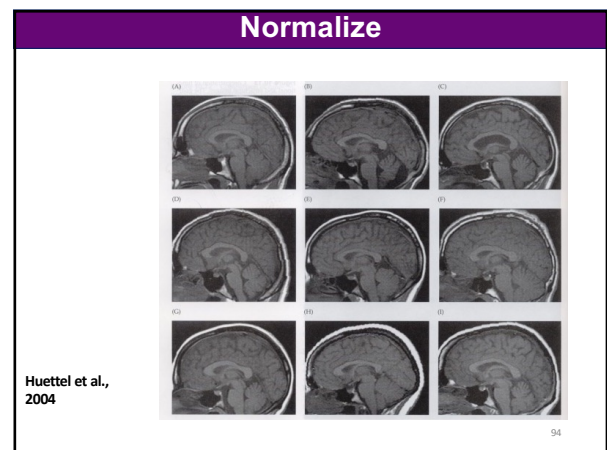 Normalize
(A)
(B)
(C)
(D)
(E)
(F)
(G)
(H)
(I)
Huettel et al.,
2004
94